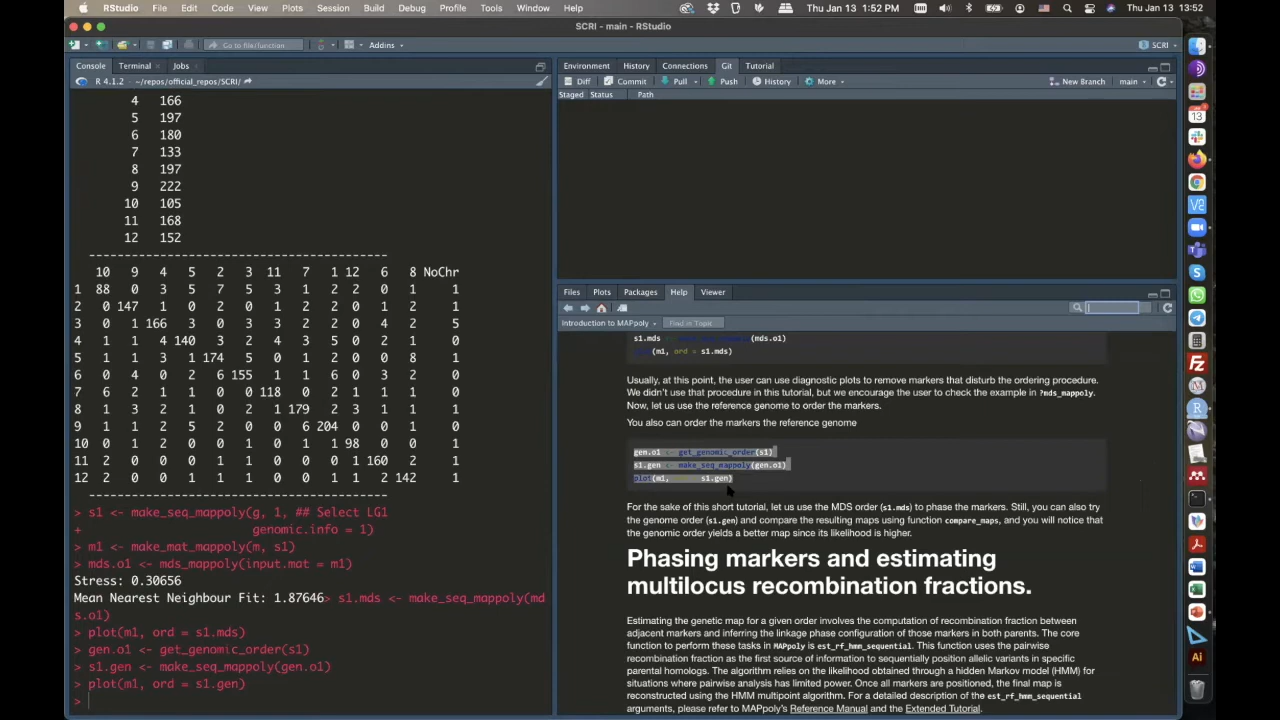 RStudio File Edit Code View Plots Session Build Debug Profile Tools Window Help Thu Jan 13 1:52 PM Thu Jan 13 13:52
SCRI - main - RStudio
Go to file/function Addins SCRI
Console Terminal Jobs
R 4.1.2 · ~/repos/official_repos/SCRI/
4 166
5 197
6 180
7 133
8 197
9 222
10 105
11 168
12 152
------------------------------------------
10 9 4 5 2 3 11 7 1 12 6 8 NoChr
1 88 0 3 5 7 5 3 1 2 2 0 1 1
2 0 147 1 0 2 0 1 2 2 0 1 2 1
3 0 1 166 3 0 3 3 2 2 0 4 2 5
4 1 1 4 140 3 2 4 3 5 0 2 1 1
5 1 1 3 1 174 5 0 1 2 0 0 8 1
6 0 4 0 2 6 155 1 1 6 0 3 2 0
7 6 2 1 1 0 0 118 0 2 1 1 1 0
8 1 3 2 1 0 2 1 179 2 3 1 1 1
9 1 1 2 5 2 0 0 6 204 0 0 1 0
10 0 1 0 0 2 0 0 1 1 98 0 0 1
11 2 0 0 0 0 1 0 0 1 1 160 2 1
12 0 1 2 0 1 1 0 0 1 1 2 142 1
------------------------------------------
> s1 <- make_seq_mappoly(g, 1, ## Select LG1
+ genomic.info = 1)
> m1 <- make_mat_mappoly(m, s1)
> mds.o1 <- mds_mappoly(input.mat = m1)
Stress: 0.30656
Mean Nearest Neighbour Fit: 1.87646> s1.mds <- make_seq_mappoly(md
s.o1)
> plot(m1, ord = s1.mds)
> gen.o1 <- get_genomic_order(s1)
> s1.gen <- make_seq_mappoly(gen.o1)
> plot(m1, ord = s1.gen)
>
Environment History Connections Git Tutorial
Diff Commit Pull Push History More New Branch main
Staged Status Path
Files Plots Packages Help Viewer
Introduction to MAPpoly Find in Topic
s1.mds (mds.o1)
(m1, ord = s1.mds)
Usually, at this point, the user can use diagnostic plots to remove markers that disturb the ordering procedure.
We didn't use that procedure in this tutorial, but we encourage the user to check the example in ?mds_mappoly.
Now, let us use the reference genome to order the markers.
You also can order the markers the reference genome
gen.o1 <- get_genomic_order(s1)
s1.gen <- make_seq_mappoly(gen.o1)
plot(m1, s1.gen)
For the sake of this short tutorial, let us use the MDS order (s1.mds) to phase the markers. Still, you can also try
the genome order (s1.gen) and compare the resulting maps using function compare_maps, and you will notice that
the genomic order yields a better map since its likelihood is higher.
Phasing markers and estimating
multilocus recombination fractions.
Estimating the genetic map for a given order involves the computation of recombination fraction between
adjacent markers and inferring the linkage phase configuration of those markers in both parents. The core
function to perform these tasks in MAPpoly is est_rf_hmm_sequential. This function uses the pairwise
recombination fraction as the first source of information to sequentially position allelic variants in specific
parental homologs. The algorithm relies on the likelihood obtained through a hidden Markov model (HMM) for
situations where pairwise analysis has limited power. Once all markers are positioned, the final map is
reconstructed using the HMM multipoint algorithm. For a detailed description of the est_rf_hmm_sequential
arguments, please refer to MAPpoly's Reference Manual and the Extended Tutorial.